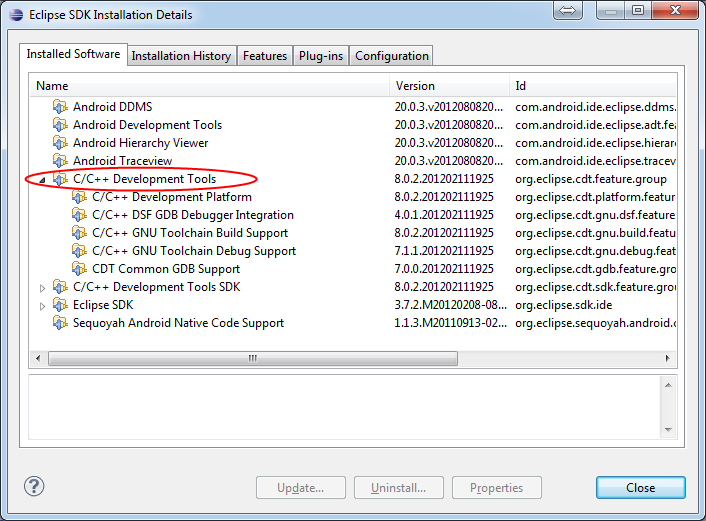 Eclipse SDK Installation Details
Installed Software Installation History Features Plug-ins Configuration
Name Version Id
Android DDMS 20.0.3.v2012080820... com.android.ide.eclipse.ddms.
Android Development Tools 20.0.3.v2012080820... com.android.ide.eclipse.adt.fea
Android Hierarchy Viewer 20.0.3.v2012080820... com.android.ide.eclipse.hierar
Android Traceview 20.0.3.v2012080820... com.android.ide.eclipse.tracev
C/C++ Development Tools 8.0.2.201202111925 org.eclipse.cdt.feature.group
C/C++ Development Platform 8.0.2.201202111925 org.eclipse.cdt.platform.featur
C/C++ DSF GDB Debugger Integration 4.0.1.201202111925 org.eclipse.cdt.gnu.dsf.feature
C/C++ GNU Toolchain Build Support 8.0.2.201202111925 org.eclipse.cdt.gnu.build.featur
C/C++ GNU Toolchain Debug Support 7.1.1.201202111925 org.eclipse.cdt.gnu.debug.feat
CDT Common GDB Support 7.0.0.201202111925 org.eclipse.cdt.gdb.feature.gro
C/C++ Development Tools SDK 8.0.2.201202111925 org.eclipse.cdt.sdk.feature.grou
Eclipse SDK 3.7.2.M20120208-08... org.eclipse.sdk.ide
Sequoyah Android Native Code Support 1.1.3.M20110913-02... org.eclipse.sequoyah.android.c
? Update... Uninstall... Properties Close